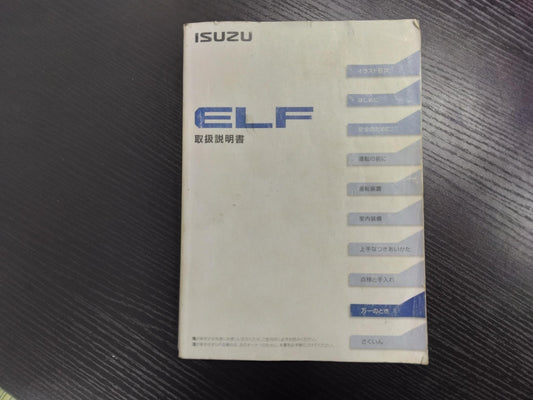 ISUZU
ELF
取扱説明書
イラスト目次
はじめに
安全のために
運転の前に
運転装置
室内装備
上手なつきあいかた
点検と手入れ
万一のとき
さくいん